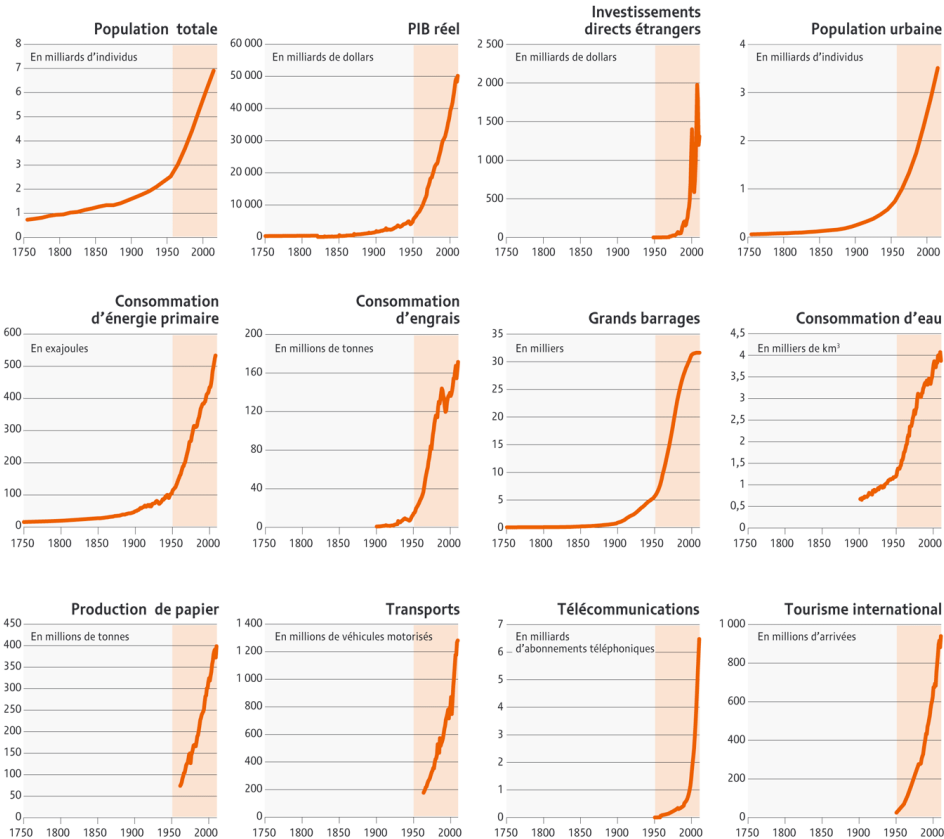 Population totale
En milliards d'individus
8
7
6
5
4
3
2
1
0
1750 1800 1850 1900 1950 2000
PIB réel
En milliards de dollars
60 000
50 000
40 000
30 000
20 000
10 000
0
1750 1800 1850 1900 1950 2000
Investissements
directs étrangers
En milliards de dollars
2 500
2 000
1 500
1 000
500
0
1750 1800 1850 1900 1950 2000
Population urbaine
En milliards d'individus
4
3
2
1
0
1750 1800 1850 1900 1950 2000
Consommation
d'énergie primaire
En exajoules
600
500
400
300
200
100
0
1750 1800 1850 1900 1950 2000
Consommation
d'engrais
En millions de tonnes
200
160
120
40
0
1750 1800 1850 1900 1950 2000
Grands barrages
En milliers
35
30
25
20
15
10
5
0
1750 1800 1850 1900 1950 2000
Consommation d'eau
En milliers de km³
4,5
4
3,5
3
2,5
2
1,5
1
0,5
0
1750 1800 1850 1900 1950 2000
Production de papier
En millions de tonnes
450
400
350
300
250
200
150
100
50
0
1750 1800 1850 1900 1950 2000
Transports
En millions de véhicules motorisés
1 400
1 200
1 000
800
600
400
200
0
1750 1800 1850 1900 1950 2000
Télécommunications
En milliards
d'abonnements téléphoniques
7
6
5
4
3
2
1
0
1750 1800 1850 1900 1950 2000
Tourisme international
En millions d'arrivées
1 000
800
600
400
200
0
1750 1800 1850 1900 1950 2000